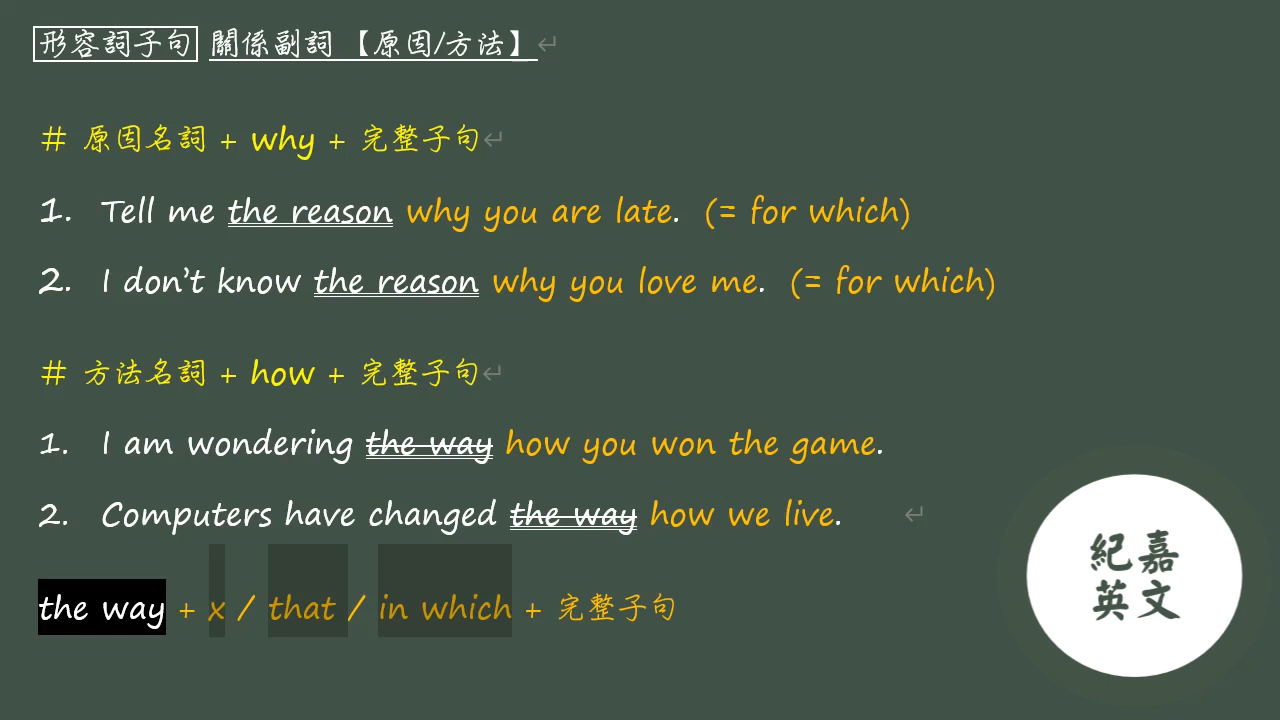 形容詞子句 關係副詞【原因/方法】
# 原因名詞 + why + 完整子句
1. Tell me the reason why you are late. (= for which)
2. I don't know the reason why you love me. (= for which)
# 方法名詞 + how + 完整子句
1. I am wondering the way how you won the game.
2. Computers have changed the way how we live.
the way + x / that / in which + 完整子句
紀嘉
英文